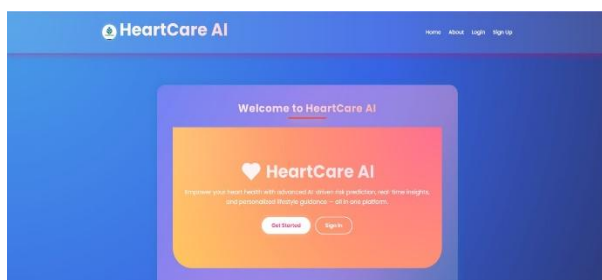 HeartCare AI
Home About Login Sign Up
Welcome to HeartCare AI
HeartCare AI
Empower your heart health with advanced AI-driven risk prediction, real-time insights,
and personalized lifestyle guidance — all in one platform.
Get Started Sign In